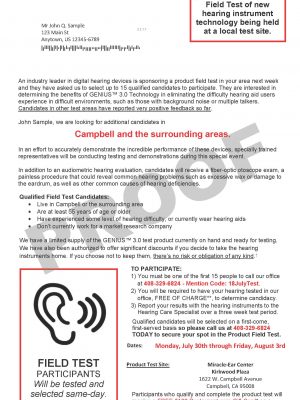 Field Test of new
hearing instrument
technology being held
at a local test site.
Mr John Q. Sample
123 Main St
Anytown, US 12345-6789
An industry leader in digital hearing devices is sponsoring a product field test in your area next week
and they have asked us to select up to 15 qualified candidates to participate. They are interested in
determining the benefits of GENIUS™ 3.0 Technology in eliminating the difficulty hearing aid users
experience in difficult environments, such as those with background noise or multiple talkers.
Candidates in other test areas have reported very positive feedback so far.
John Sample, we are looking for additional candidates in
Campbell and the surrounding areas.
In an effort to accurately demonstrate the incredible performance of these devices, specially trained
representatives will be conducting testing and demonstrations during this special event.
In addition to an audiometric hearing evaluation, candidates will receive a fiber-optic otoscope exam, a
painless procedure that could reveal common hearing problems such as excessive wax or damage to
the eardrum, as well as other common causes of hearing deficiencies.
Qualified Field Test Candidates:
• Live in Campbell or the surrounding area
• Are at least 55 years of age or older
• Have experienced some level of hearing difficulty, or currently wear hearing aids
• Don't currently work for a market research company
We have a limited supply of the GENIUS™ 3.0 test product currently on hand and ready for testing.
We have also been authorized to offer significant discounts if you decide to take the hearing
instruments home. If you choose not to keep them, there's no risk or obligation of any kind.
PROOF
TO PARTICIPATE:
1) You must be one of the first 15 people to call our office
at 408-329-6824 - Mention Code: 18JulyTest.
2) You will be required to have your hearing tested in our
office, FREE OF CHARGE**, to determine candidacy.
3) Report your results with the hearing instruments to the
Hearing Care Specialist over a three week test period.
Qualified candidates will be selected on a first-come,
first-served basis so please call us at 408-329-6824
TODAY to secure your spot in the Product Field Test.
Dates: Monday, July 30th through Friday, August 3rd
Product Test Site: Miracle-Ear Center
Kirkwood Plaza
1622 W. Campbell Avenue
Campbell, CA 95008
FIELD TEST
PARTICIPANTS
Will be tested and
same-day
Participants who qualify and complete the product test will